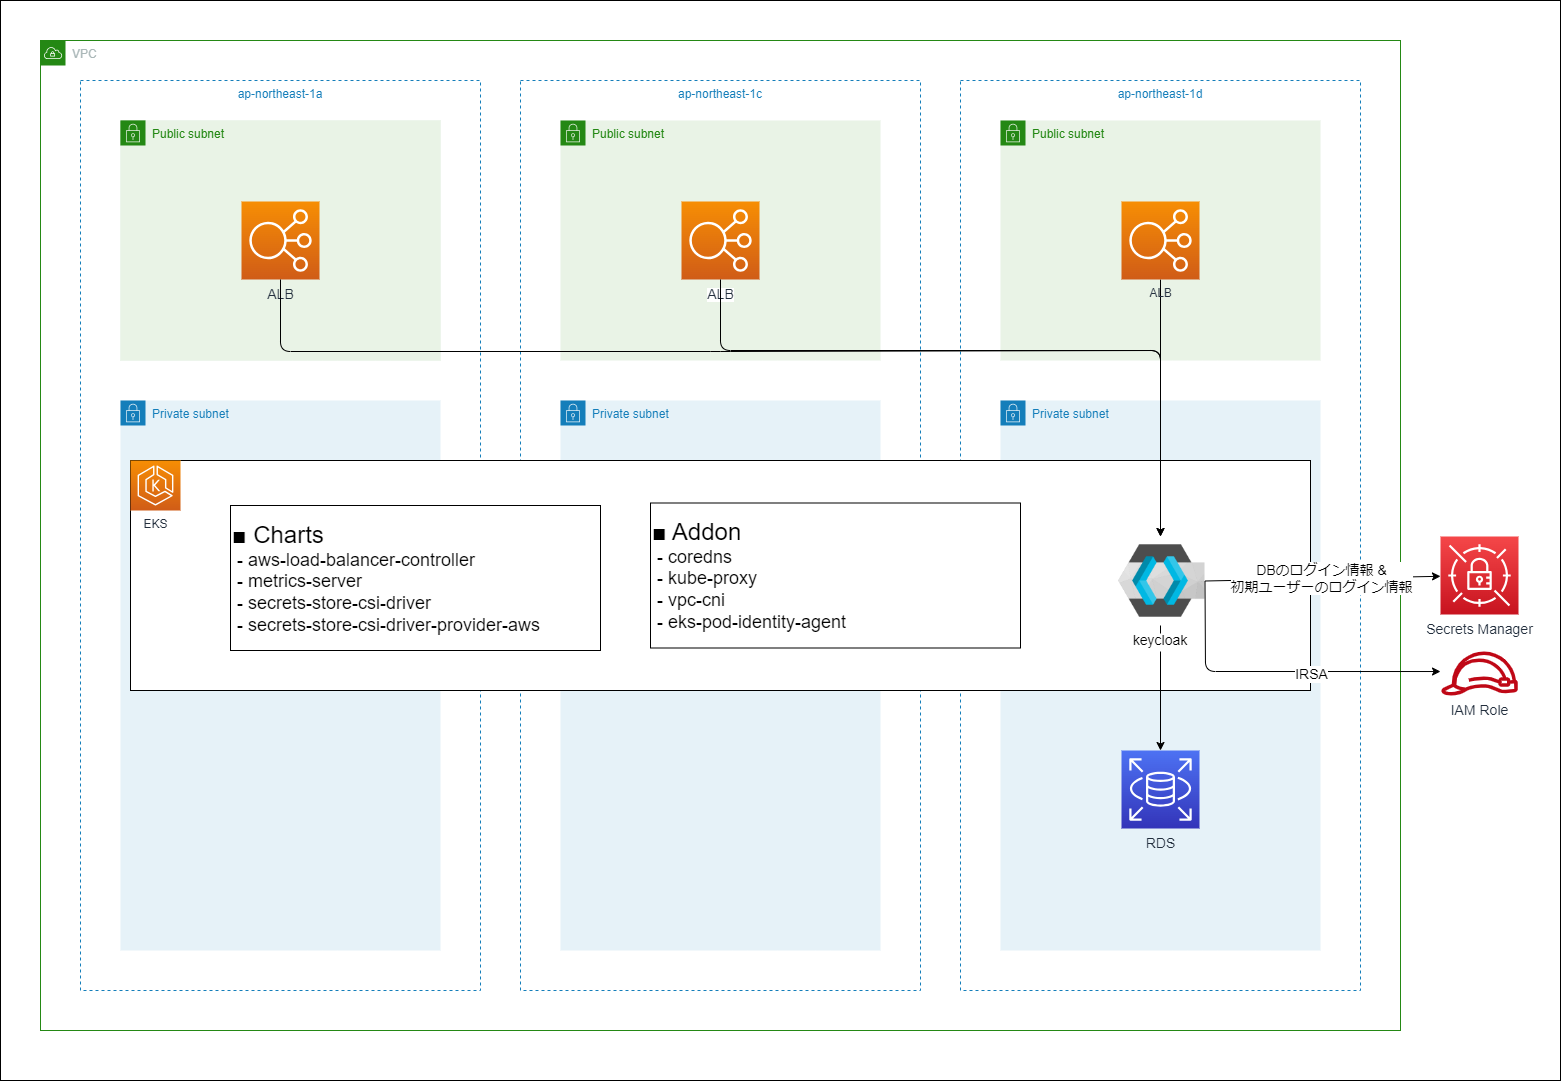 VPC
ap-northeast-1a
ap-northeast-1c
ap-northeast-1d
Public subnet
Public subnet
Public subnet
ALB
ALB
ALB
Private subnet
Private subnet
Private subnet
EKS
■ Charts
- aws-load-balancer-controller
- metrics-server
- secrets-store-csi-driver
- secrets-store-csi-driver-provider-aws
■ Addon
- coredns
- kube-proxy
- vpc-cni
- eks-pod-identity-agent
keycloak
DBのログイン情報 &
初期ユーザーのログイン情報
Secrets Manager
IRSA
IAM Role
RDS